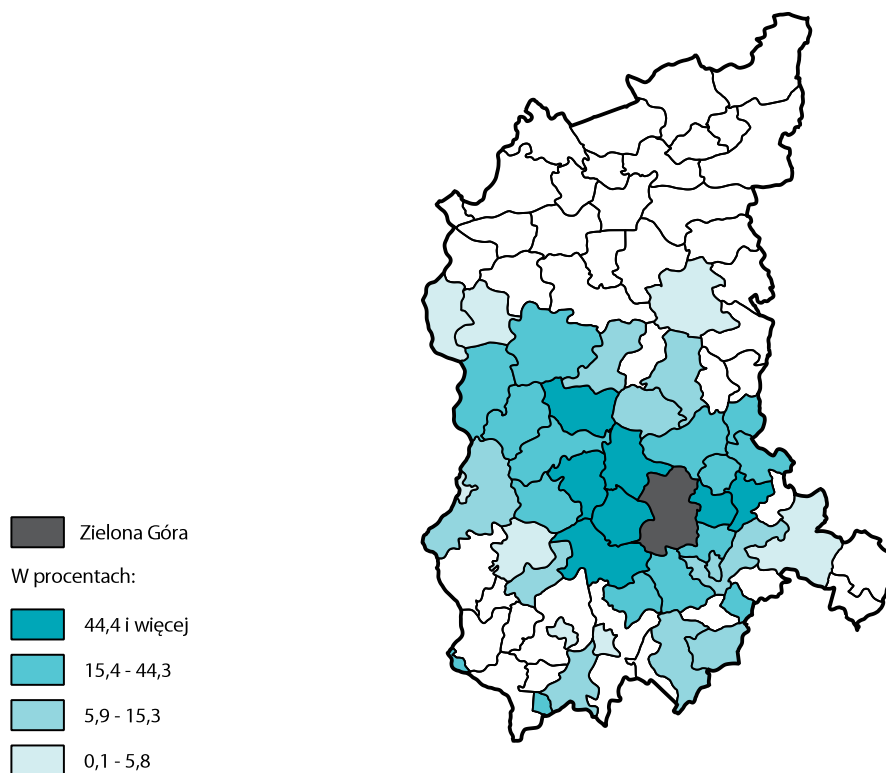 Zielona Góra
W procentach:
44,4 i więcej
15,4 - 44,3
5,9 - 15,3
0,1 - 5,8